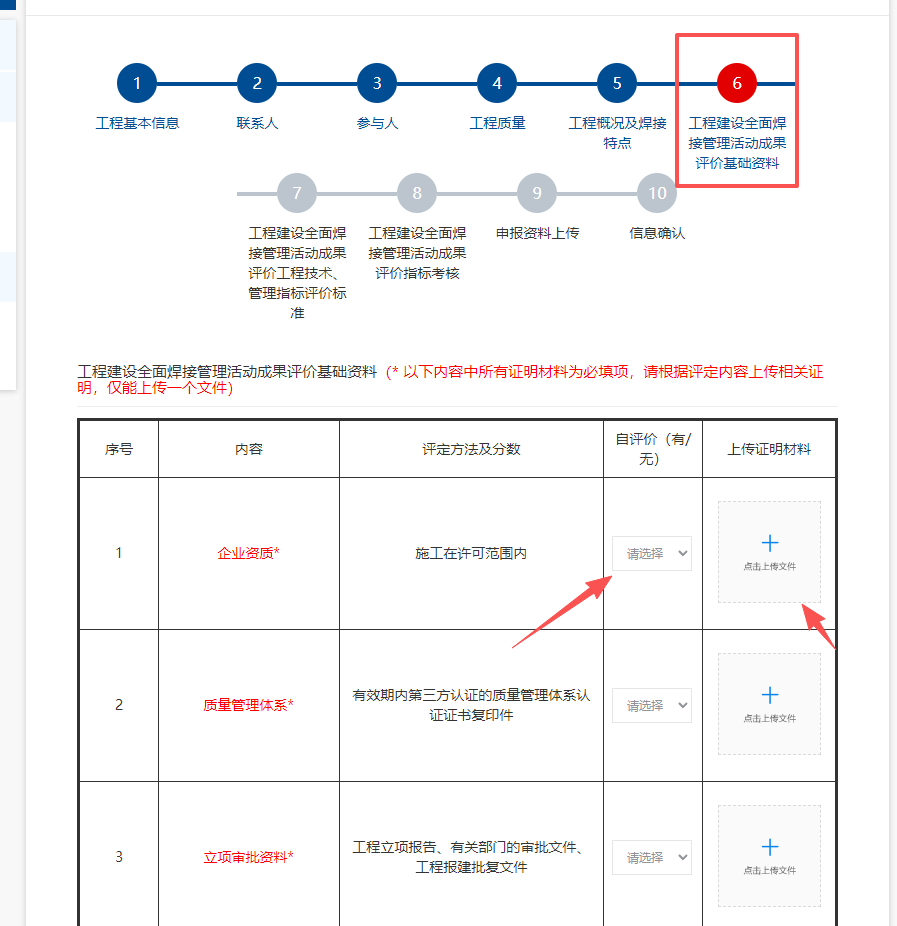 1
2
3
4
5
6
工程基本信息
联系人
参与人
工程质量
工程概况及焊接
特点
工程建设全面焊
接管理活动成果
评价基础资料
7
8
9
10
工程建设全面焊
接管理活动成果
评价工程技术、
管理指标评价标
准
工程建设全面焊
接管理活动成果
评价指标考核
申报资料上传
信息确认
工程建设全面焊接管理活动成果评价基础资料（* 以下内容中所有证明材料为必填项，请根据评定内容上传相关证
明，仅能上传一个文件）
序号
内容
评定方法及分数
自评价（有/
无）
上传证明材料
1
企业资质*
施工在许可范围内
请选择
点击上传文件
2
质量管理体系*
有效期内第三方认证的质量管理体系认
证证书复印件
请选择
点击上传文件
3
立项审批资料*
工程立项报告、有关部门的审批文件、
工程报建批复文件
请选择
点击上传文件